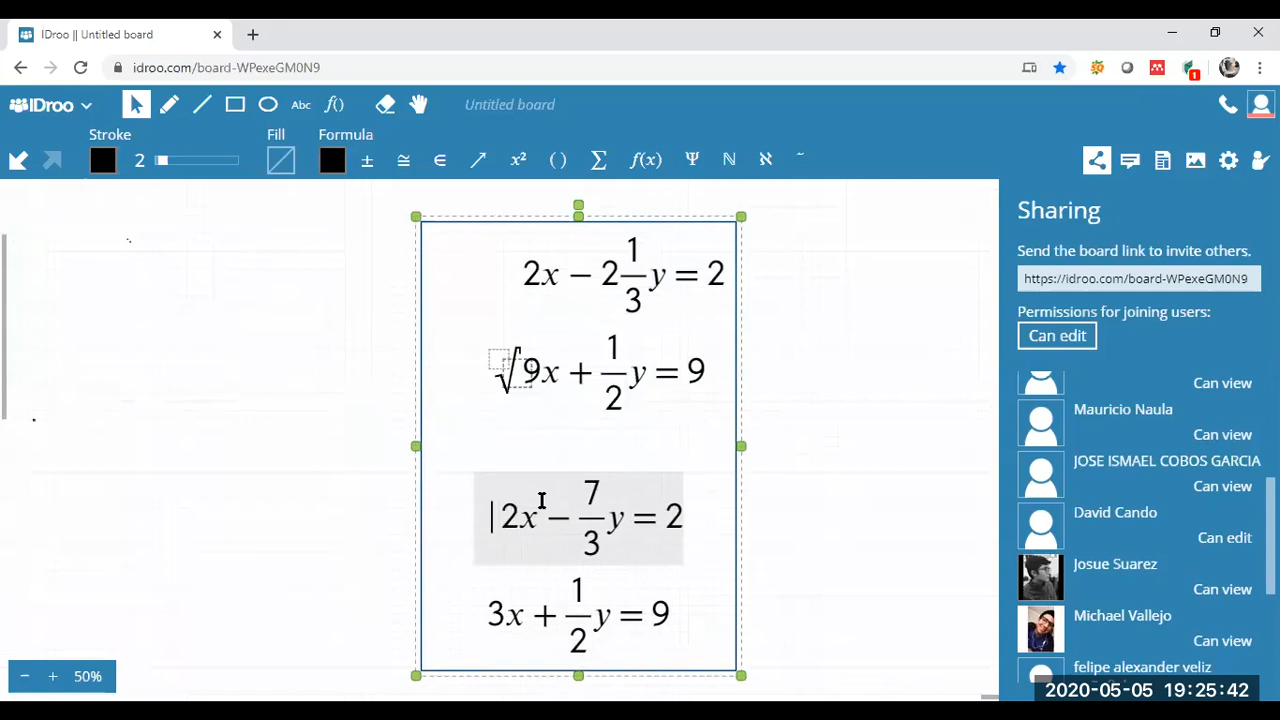 IDroo || Untitled board
idroo.com/board-WPexeGM0N9
1
IDroo
Abc
f()
Untitled board
Stroke
Fill
Formula
2
± ≅ ∈ x² ( ) ∑ f(x) Ψ ℕ ℵ ~
Sharing
Send the board link to invite others.
https://idroo.com/board-WPexeGM0N9
Permissions for joining users:
Can edit
Can view
Mauricio Naula
Can view
JOSE ISMAEL COBOS GARCIA
Can view
David Cando
Can edit
Josue Suarez
Can view
Michael Vallejo
Can view
felipe alexander veliz
2x − 2 1/3 y = 2
√9x + 1/2 y = 9
2x − 7/3 y = 2
3x + 1/2 y = 9
− + 50%
2020-05-05 19:25:42